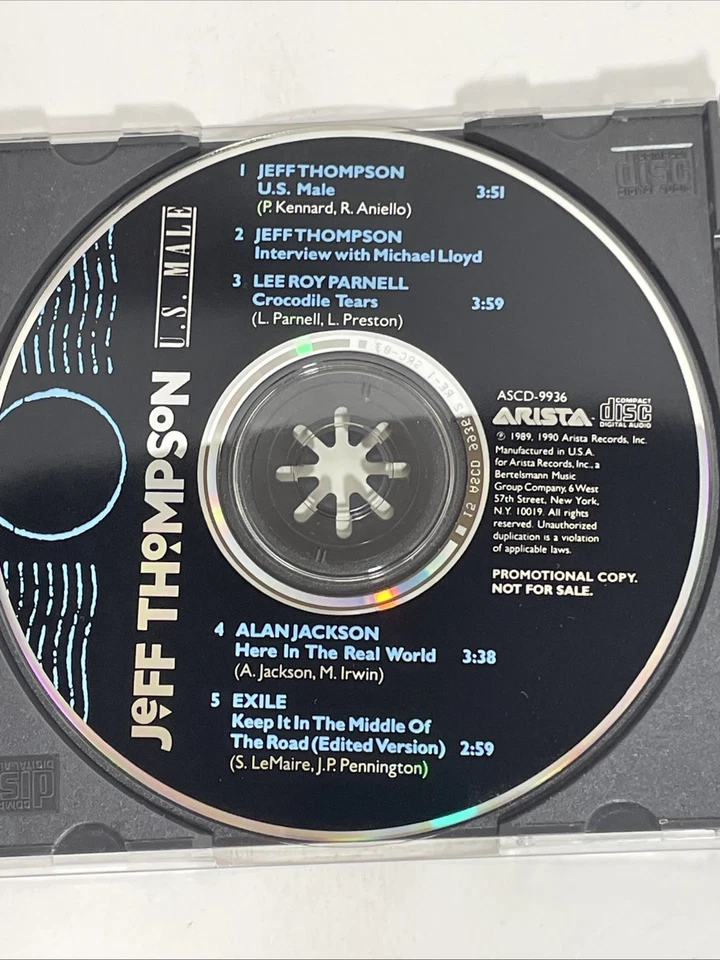 1 JEFF THOMPSON
U.S. Male 3:51
(P. Kennard, R. Aniello)
2 JEFF THOMPSON
Interview with Michael Lloyd
3 LEE ROY PARNELL
Crocodile Tears 3:59
(L. Parnell, L. Preston)
JeFF THoMPSoN
U.S. MALE
ASCD-9936
ARISTA
COMPACT
disc
DIGITAL AUDIO
℗ 1989, 1990 Arista Records, Inc.
Manufactured in U.S.A.
for Arista Records, Inc., a
Bertelsmann Music
Group Company, 6 West
57th Street, New York,
N.Y. 10019. All rights
reserved. Unauthorized
duplication is a violation
of applicable laws.
PROMOTIONAL COPY.
NOT FOR SALE.
4 ALAN JACKSON
Here In The Real World 3:38
(A. Jackson, M. Irwin)
5 EXILE
Keep It In The Middle Of
The Road (Edited Version) 2:59
(S. LeMaire, J.P. Pennington)
disc
DIGITAL AUDIO
disc